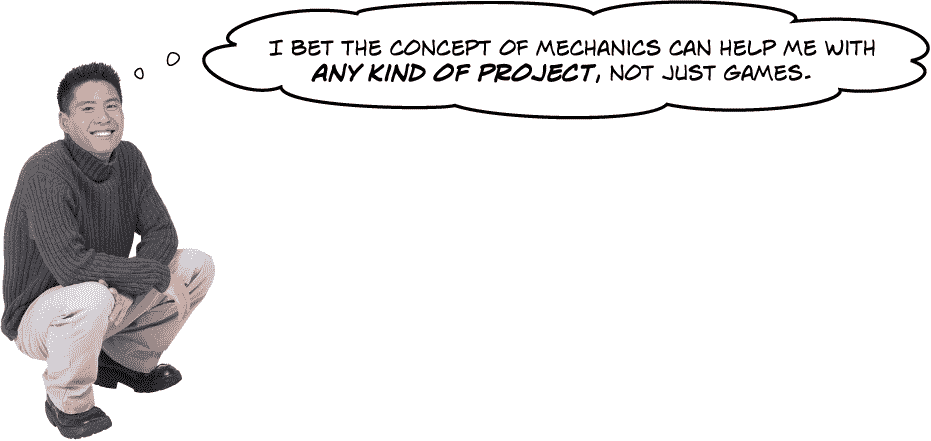 I BET THE CONCEPT OF MECHANICS CAN HELP ME WITH
ANY KIND OF PROJECT, NOT JUST GAMES.